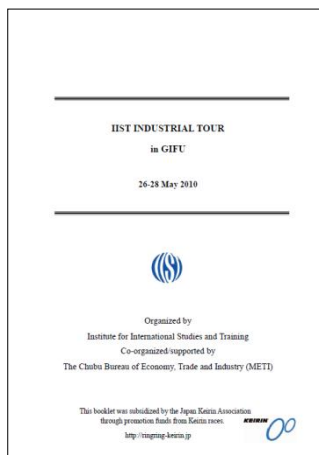 IIST INDUSTRIAL TOUR
in GIFU
26-28 May 2010
Organized by
Institute for International Studies and Training
Co-organized/supported by
The Chubu Bureau of Economy, Trade and Industry (METI)
This booklet was subsidized by the Japan Keirin Association
through promotion funds from Keirin races.
http://ringring-keirin.jp
KEIRIN